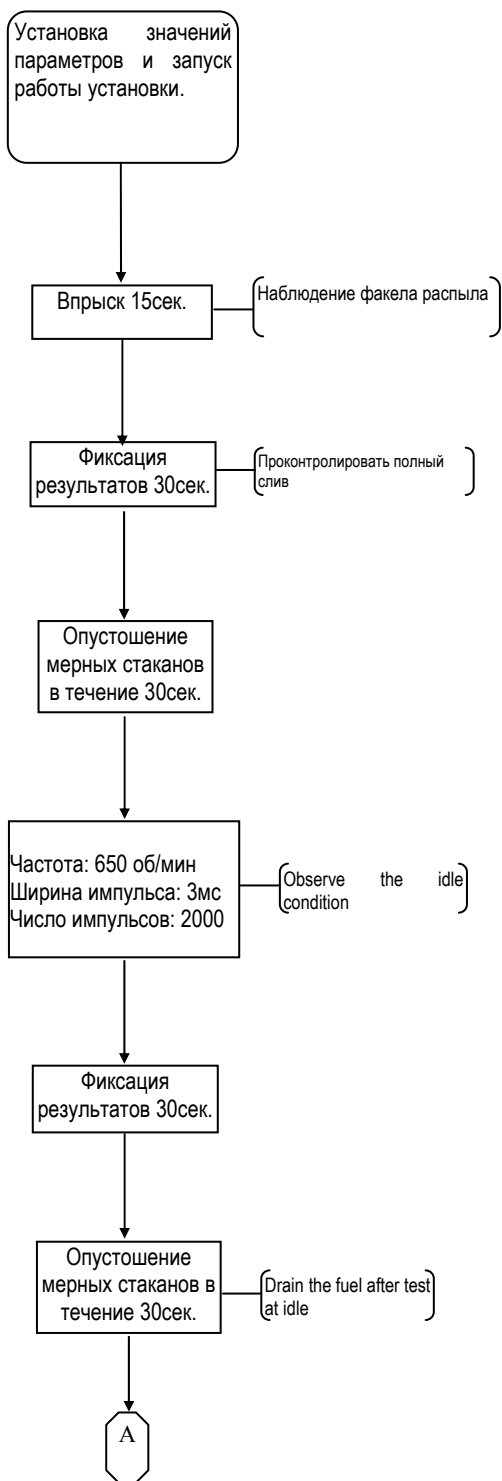 Установка значений
параметров и запуск
работы установки.
Впрыск 15сек.
Наблюдение факела распыла
Фиксация
результатов 30сек.
Проконтролировать полный
слив
Опустошение
мерных стаканов
в течение 30сек.
Частота: 650 об/мин
Ширина импульса: 3мс
Число импульсов: 2000
Observe the idle
condition
Фиксация
результатов 30сек.
Опустошение
мерных стаканов в
течение 30сек.
Drain the fuel after test
at idle
A